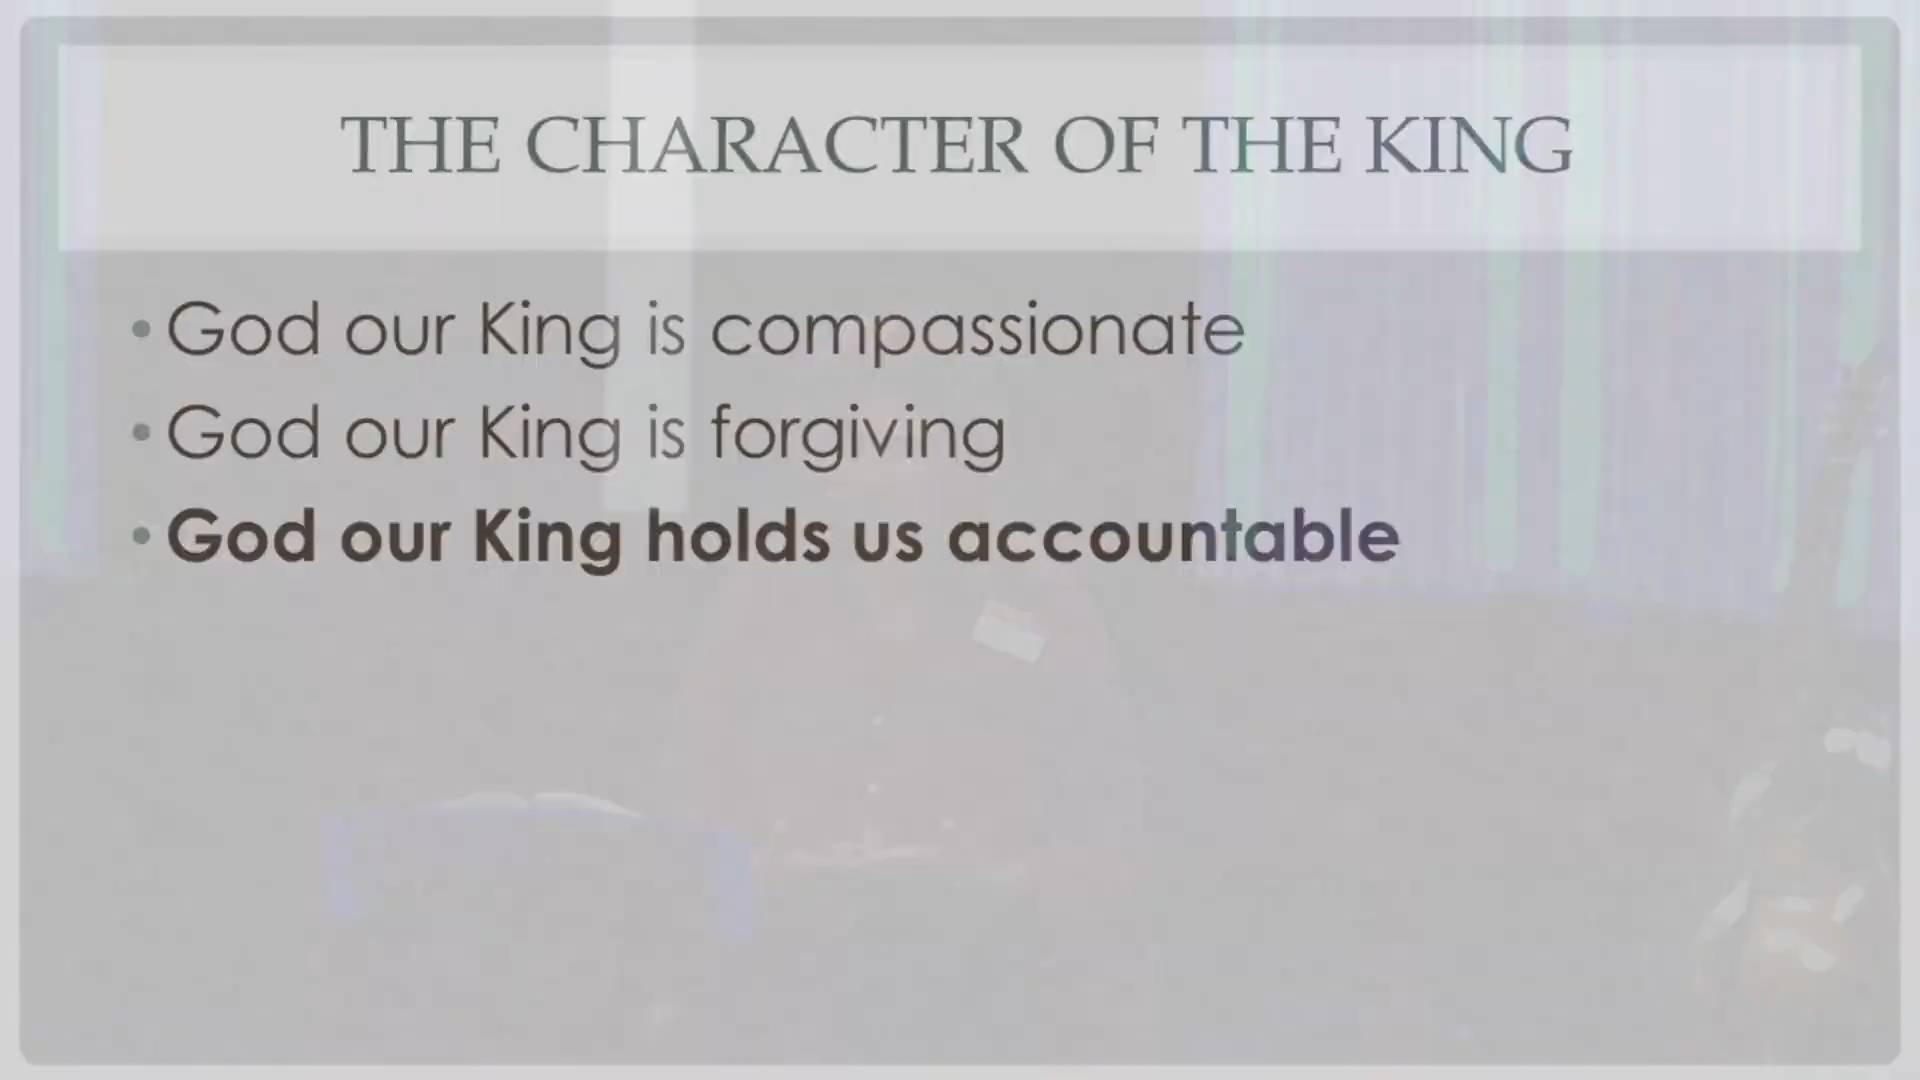 THE CHARACTER OF THE KING
• God our King is compassionate
• God our King is forgiving
• God our King holds us accountable